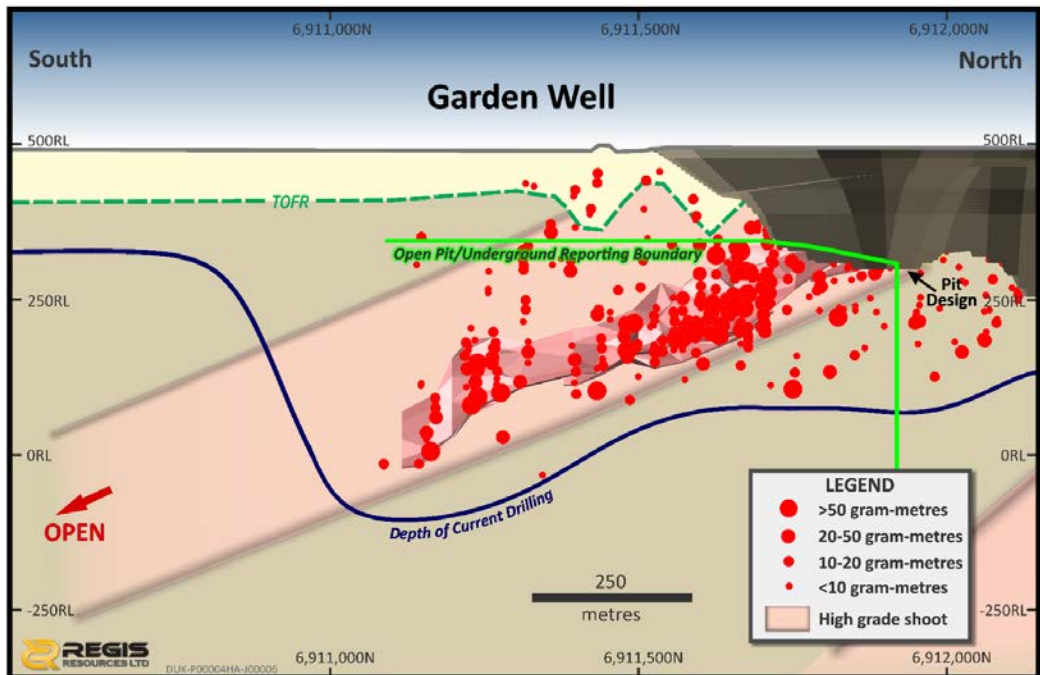 6,911,000N
6,911,500N
6,912,000N
South
North
Garden Well
500RL
500RL
TOFR
Open Pit/Underground Reporting Boundary
Pit
Design
250RL
250RL
0RL
0RL
Depth of Current Drilling
OPEN
LEGEND
>50 gram-metres
20-50 gram-metres
10-20 gram-metres
<10 gram-metres
High grade shoot
250
metres
-250RL
-250RL
REGIS
RESOURCES LTD
DUK-P00004HA-J00006
6,911,000N
6,911,500N
6,912,000N